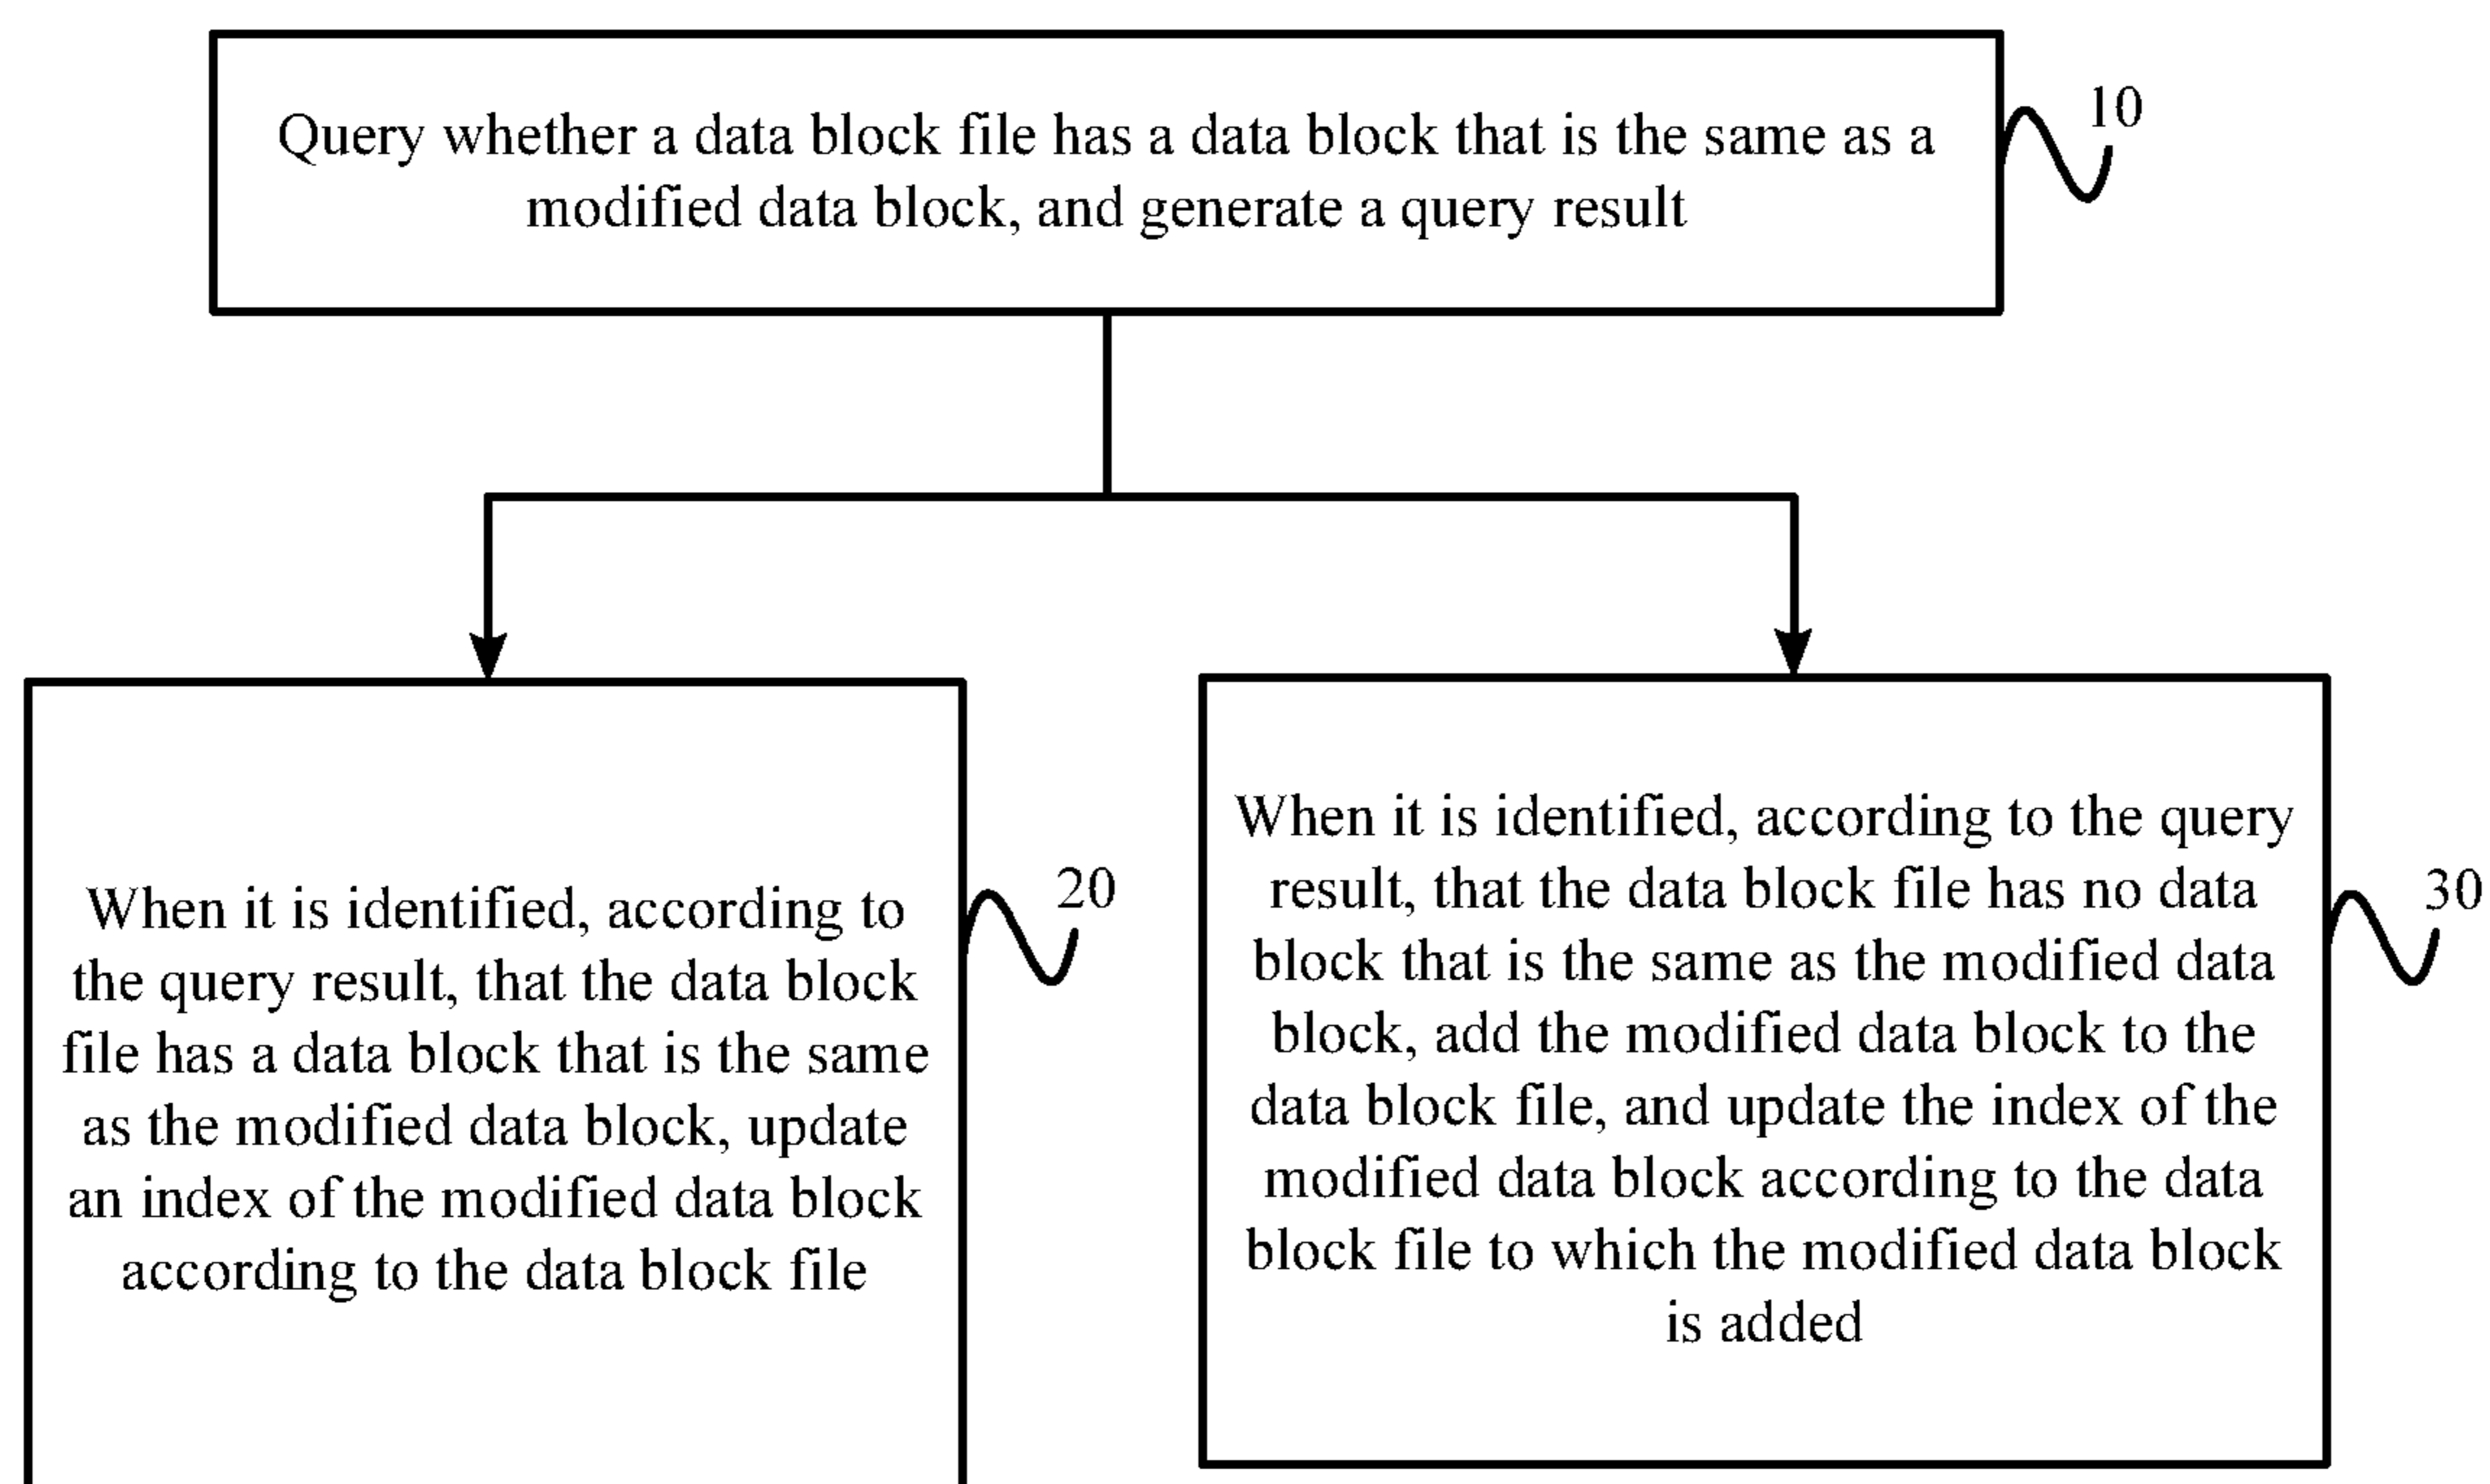 Query whether a data block file has a data block that is the same as a
modified data block, and generate a query result
10
When it is identified, according to
the query result, that the data block
file has a data block that is the same
as the modified data block, update
an index of the modified data block
according to the data block file
20
When it is identified, according to the query
result, that the data block file has no data
block that is the same as the modified data
block, add the modified data block to the
data block file, and update the index of the
modified data block according to the data
block file to which the modified data block
is added
30